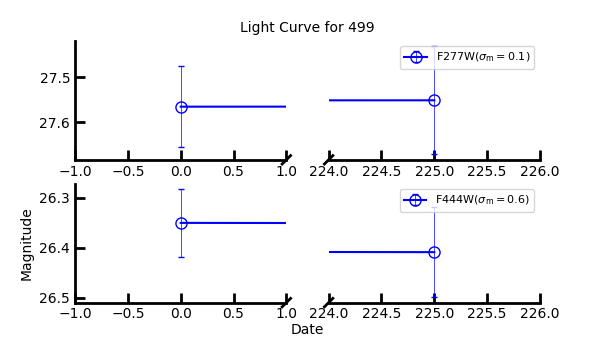 Light Curve for 499
F277W(σm = 0.1)
27.5
27.6
−1.0 −0.5 0.0 0.5 1.0 224.0 224.5 225.0 225.5 226.0
F444W(σm = 0.6)
26.3
26.4
26.5
−1.0 −0.5 0.0 0.5 1.0 224.0 224.5 225.0 225.5 226.0
Magnitude
Date